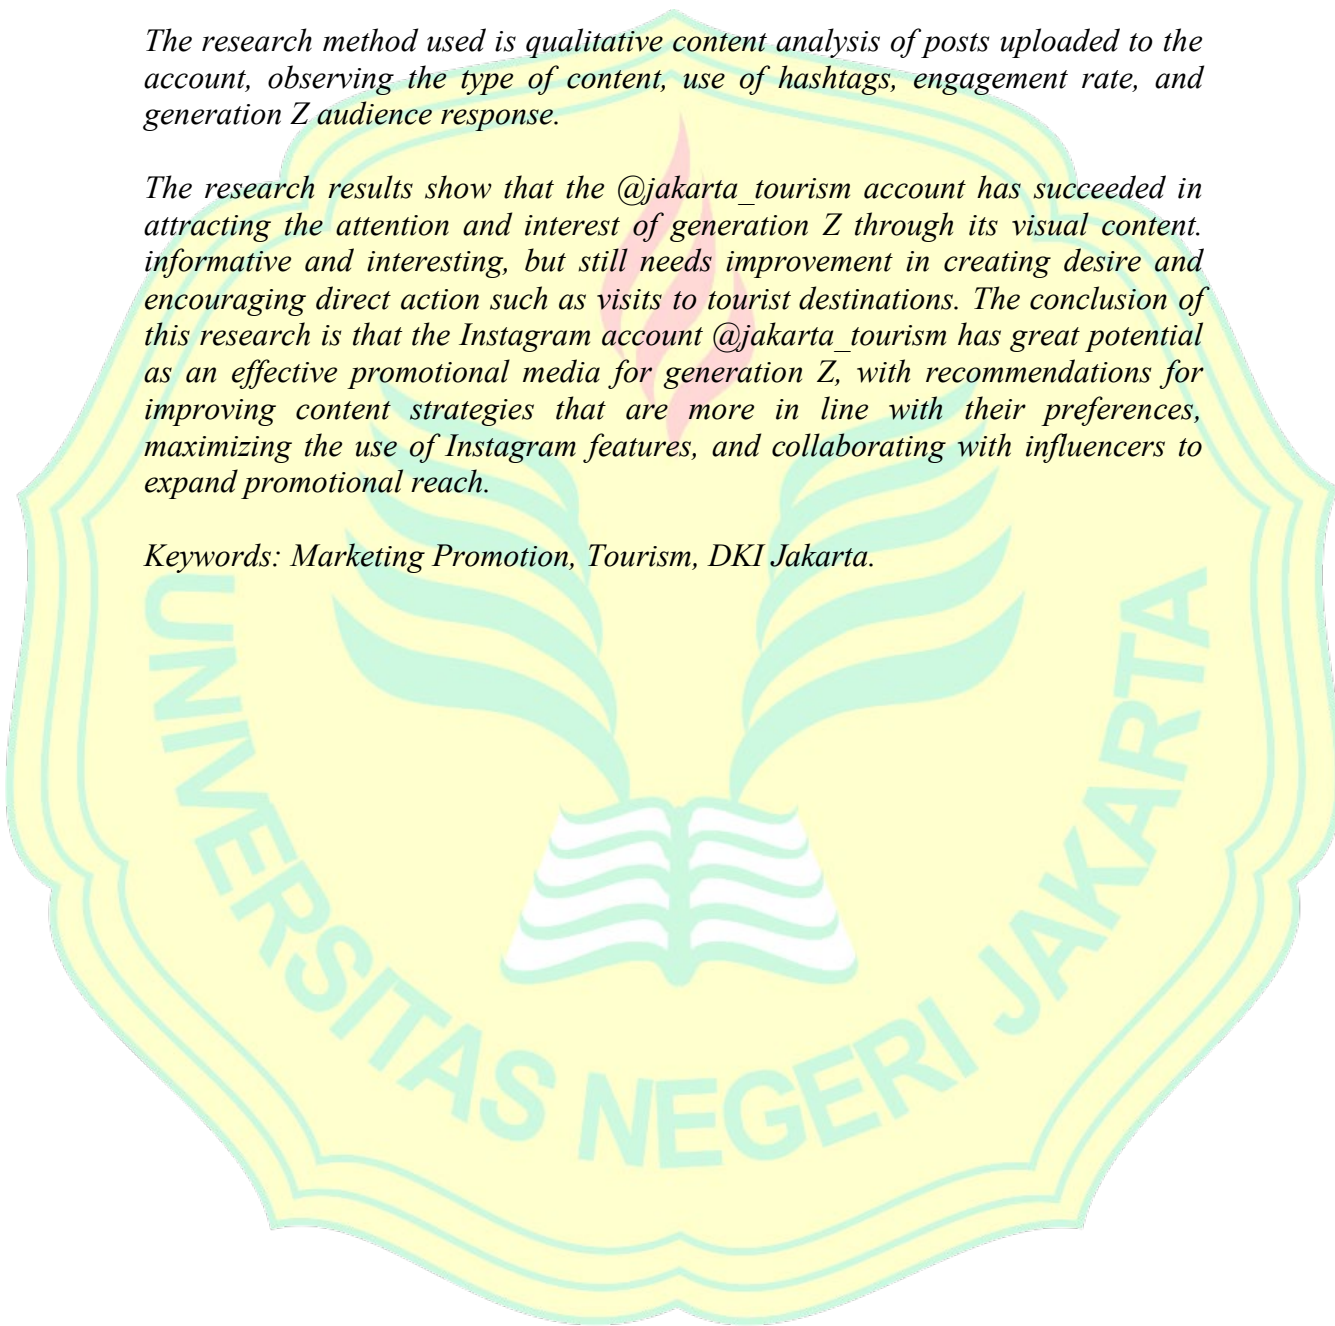 The research method used is qualitative content analysis of posts uploaded to the
account, observing the type of content, use of hashtags, engagement rate, and
generation Z audience response.
The research results show that the @jakarta_tourism account has succeeded in
attracting the attention and interest of generation Z through its visual content.
informative and interesting, but still needs improvement in creating desire and
encouraging direct action such as visits to tourist destinations. The conclusion of
this research is that the Instagram account @jakarta_tourism has great potential
as an effective promotional media for generation Z, with recommendations for
improving content strategies that are more in line with their preferences,
maximizing the use of Instagram features, and collaborating with influencers to
expand promotional reach.
Keywords: Marketing Promotion, Tourism, DKI Jakarta.
UNIVERSITAS NEGERI JAKARTA